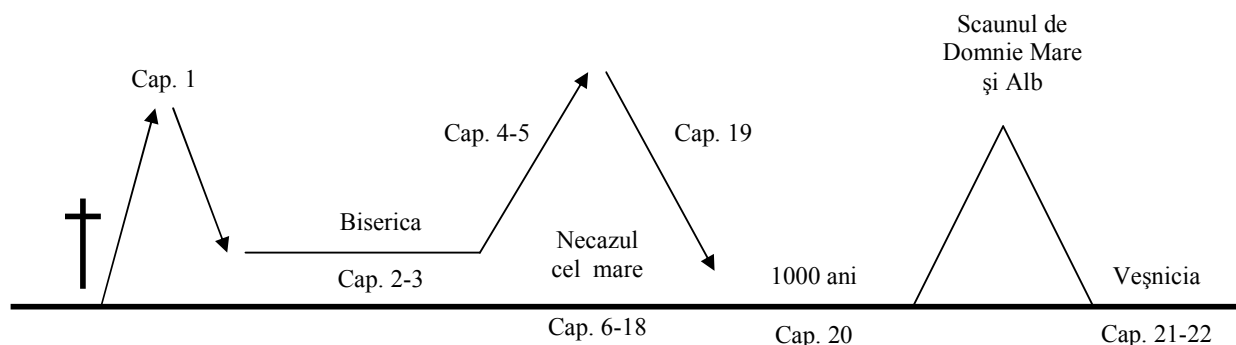 Scaunul de
Domnie Mare
şi Alb
Cap. 1
Cap. 4-5
Cap. 19
Biserica
Cap. 2-3
Necazul
cel mare
1000 ani
Veşnicia
Cap. 6-18
Cap. 20
Cap. 21-22